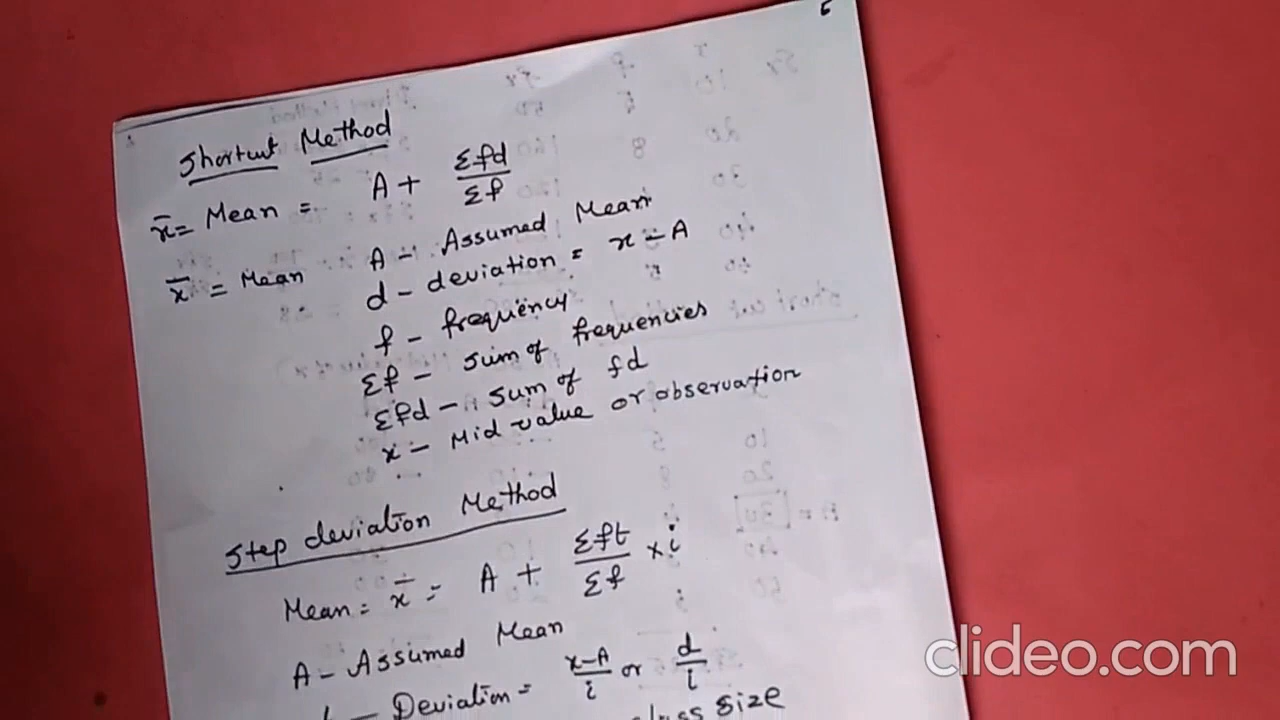 Shortcut Method
x̄ = Mean = A + Σfd/Σf
x̄ = Mean A - Assumed Mean
d - deviation = x - A
f - frequency
Σf - sum of frequencies
Σfd - sum of fd
x - Mid value or observation
Step deviation Method
Mean = x̄ = A + Σft/Σf × i
A - Assumed Mean
- Deviation = x-A/i or d/i
class size
clideo.com